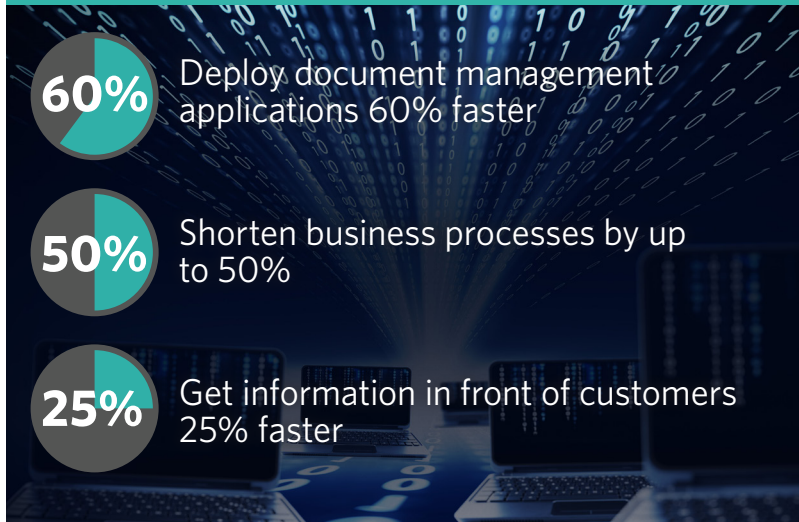 60%
Deploy document management
applications 60% faster
50%
Shorten business processes by up
to 50%
25%
Get information in front of customers
25% faster